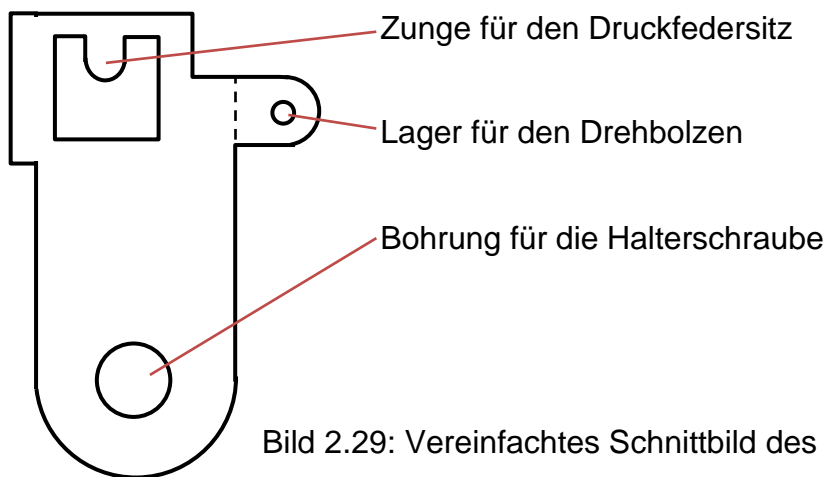 Zunge für den Druckfedersitz
Lager für den Drehbolzen
Bohrung für die Halterschraube
Bild 2.29: Vereinfachtes Schnittbild des